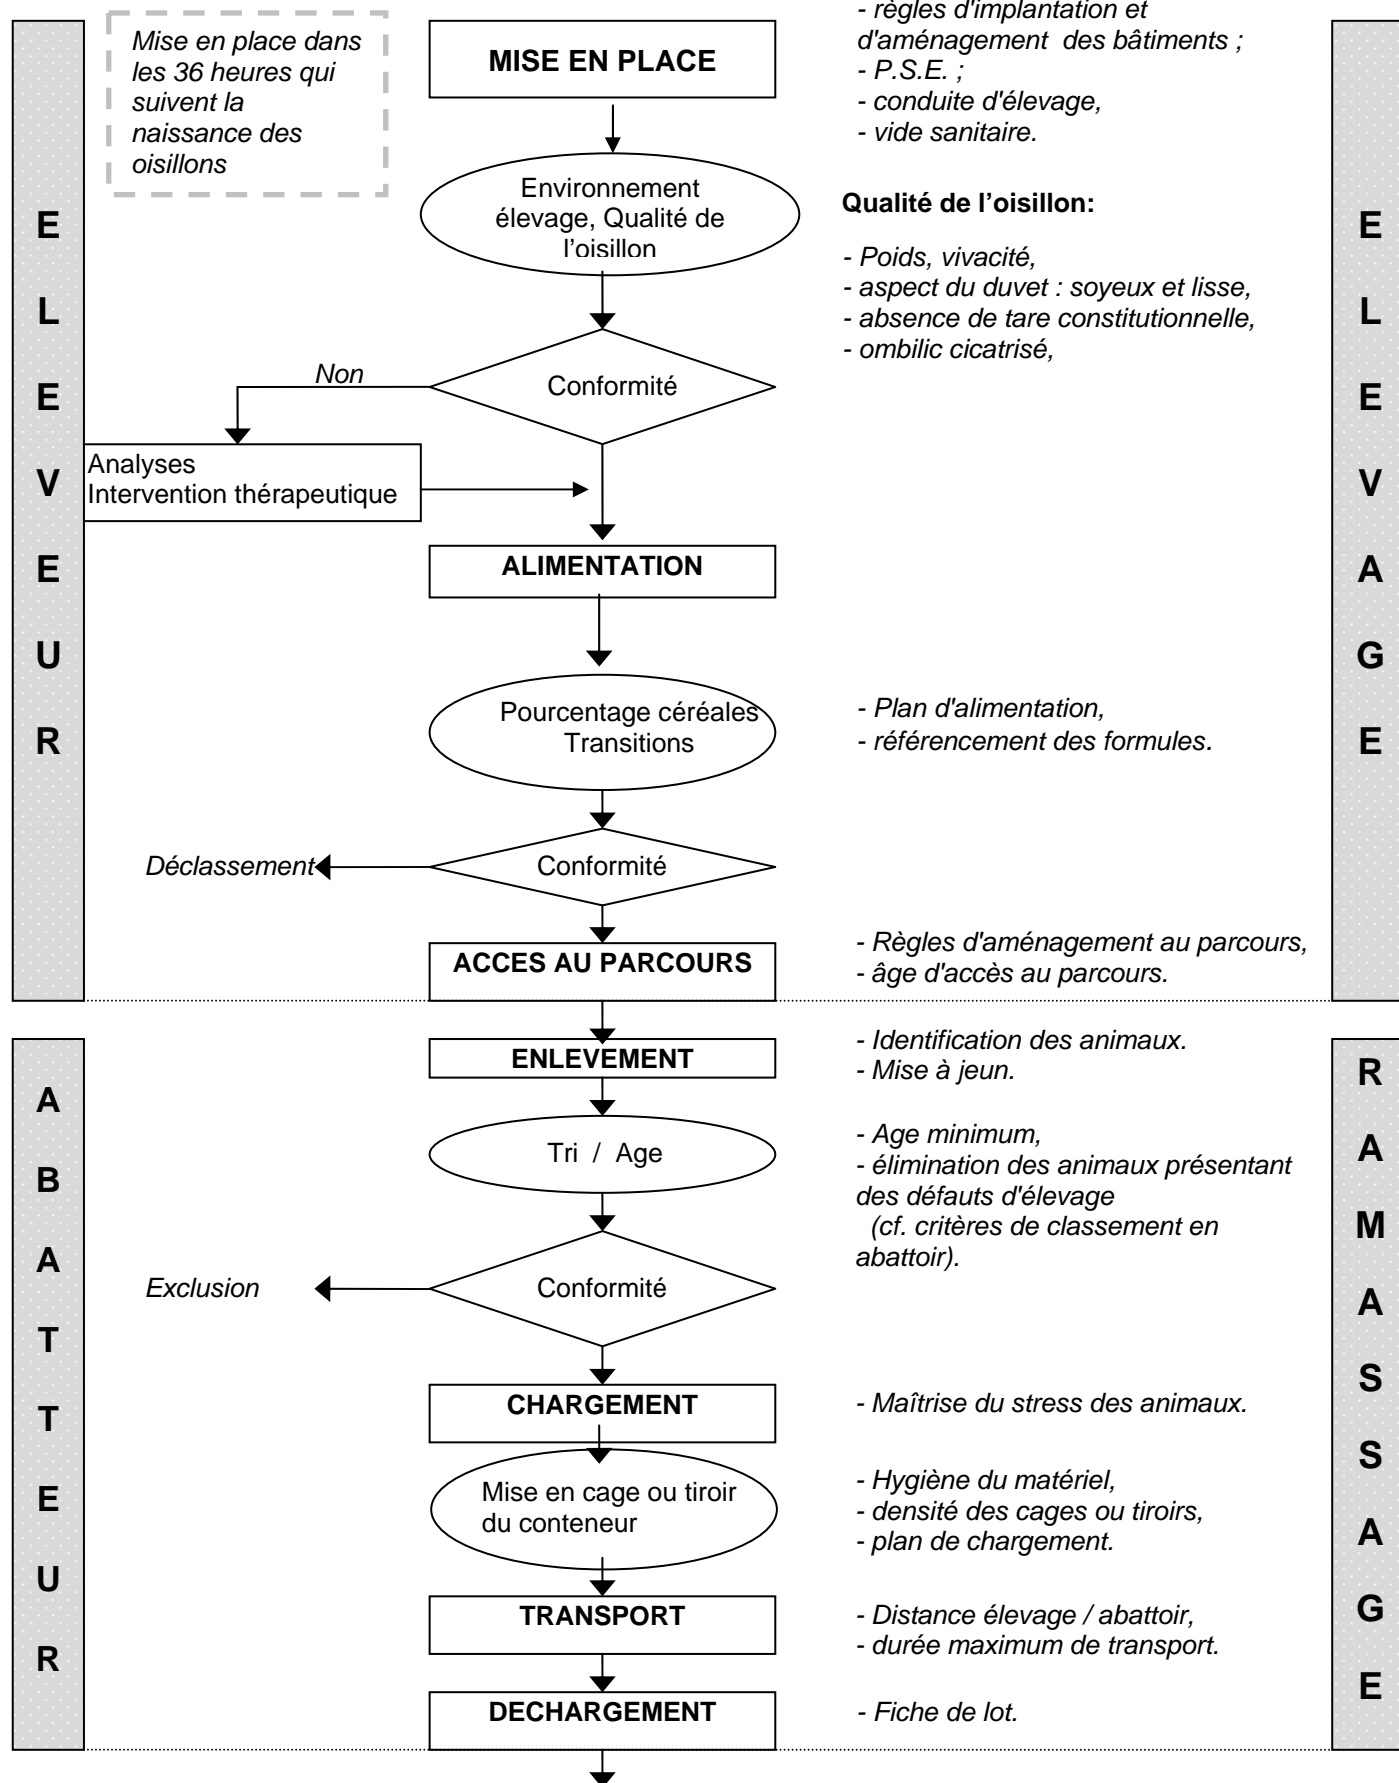 - règles d'implantation et
d'aménagement des bâtiments ;
- P.S.E. ;
- conduite d'élevage,
- vide sanitaire.
Mise en place dans
les 36 heures qui
suivent la
naissance des
oisillons
MISE EN PLACE
Environnement
élevage, Qualité de
l'oisillon
Qualité de l'oisillon:
- Poids, vivacité,
- aspect du duvet : soyeux et lisse,
- absence de tare constitutionnelle,
- ombilic cicatrisé,
Non
Conformité
Analyses
Intervention thérapeutique
ALIMENTATION
Pourcentage céréales
Transitions
- Plan d'alimentation,
- référencement des formules.
Déclassement
Conformité
ACCES AU PARCOURS
- Règles d'aménagement au parcours,
- âge d'accès au parcours.
E
L
E
V
E
U
R
E
L
E
V
A
G
E
ENLEVEMENT
- Identification des animaux.
- Mise à jeun.
Tri / Age
- Age minimum,
- élimination des animaux présentant
des défauts d'élevage
(cf. critères de classement en
abattoir).
Exclusion
Conformité
CHARGEMENT
- Maîtrise du stress des animaux.
Mise en cage ou tiroir
du conteneur
- Hygiène du matériel,
- densité des cages ou tiroirs,
- plan de chargement.
TRANSPORT
- Distance élevage / abattoir,
- durée maximum de transport.
DECHARGEMENT
- Fiche de lot.
A
B
A
T
T
E
U
R
R
A
M
A
S
S
A
G
E